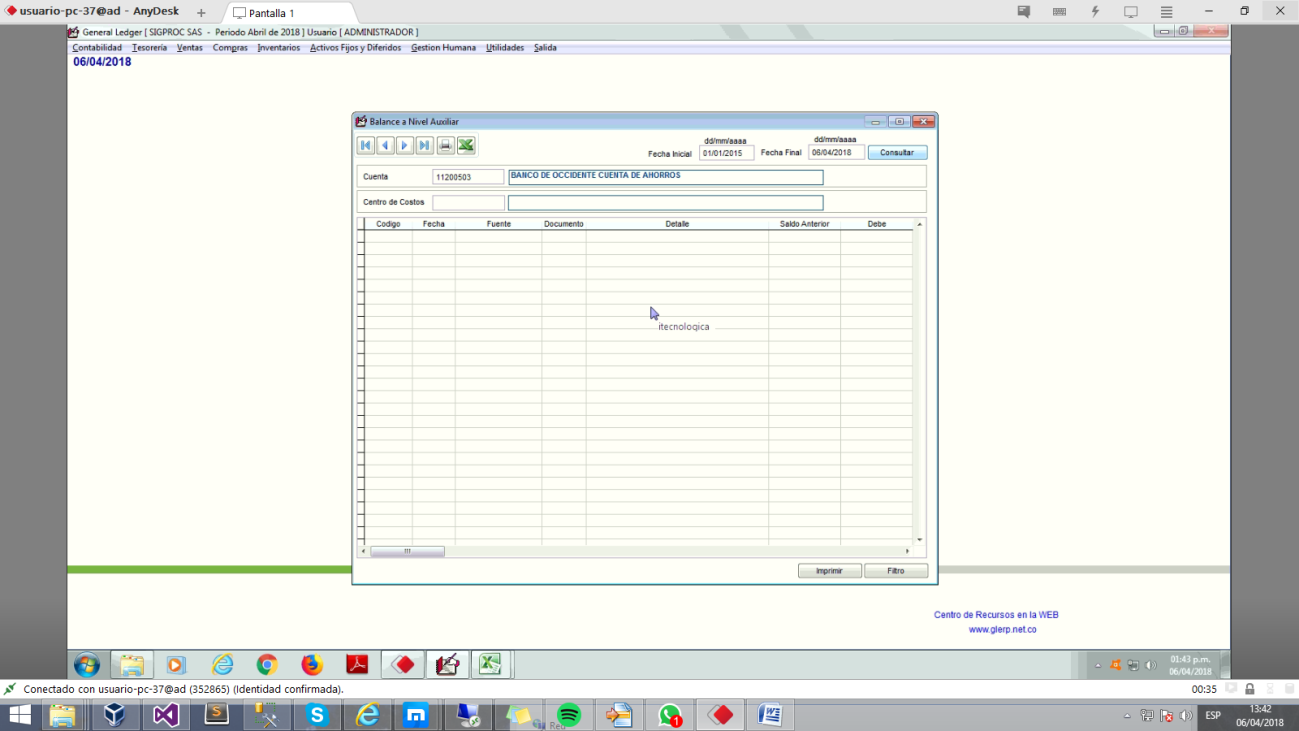 usuario-pc-37@ad - AnyDesk
+
Pantalla 1
General Ledger [ SIGPROC SAS - Periodo Abril de 2018 ] Usuario [ ADMINISTRADOR ]
Contabilidad Tesorería Ventas Compras Inventarios Activos Fijos y Diferidos Gestion Humana Utilidades Salida
06/04/2018
Balance a Nivel Auxiliar
dd/mm/aaaa dd/mm/aaaa
Fecha Inicial 01/01/2015 Fecha Final 06/04/2018 Consultar
Cuenta 11200503 BANCO DE OCCIDENTE CUENTA DE AHORROS
Centro de Costos
Codigo Fecha Fuente Documento Detalle Saldo Anterior Debe
itecnologica
Imprimir Filtro
Centro de Recursos en la WEB
www.glerp.net.co
01:43 p.m.
06/04/2018
Conectado con usuario-pc-37@ad (352865) (Identidad confirmada).
00:35
Red
ESP
13:42
06/04/2018